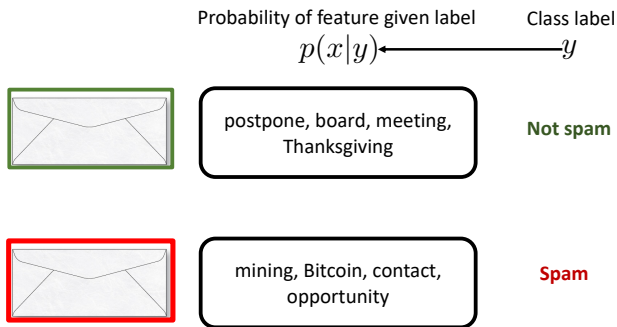 Probability of feature given label
Class label
p(x|y)
y
postpone, board, meeting,
Thanksgiving
Not spam
mining, Bitcoin, contact,
opportunity
Spam